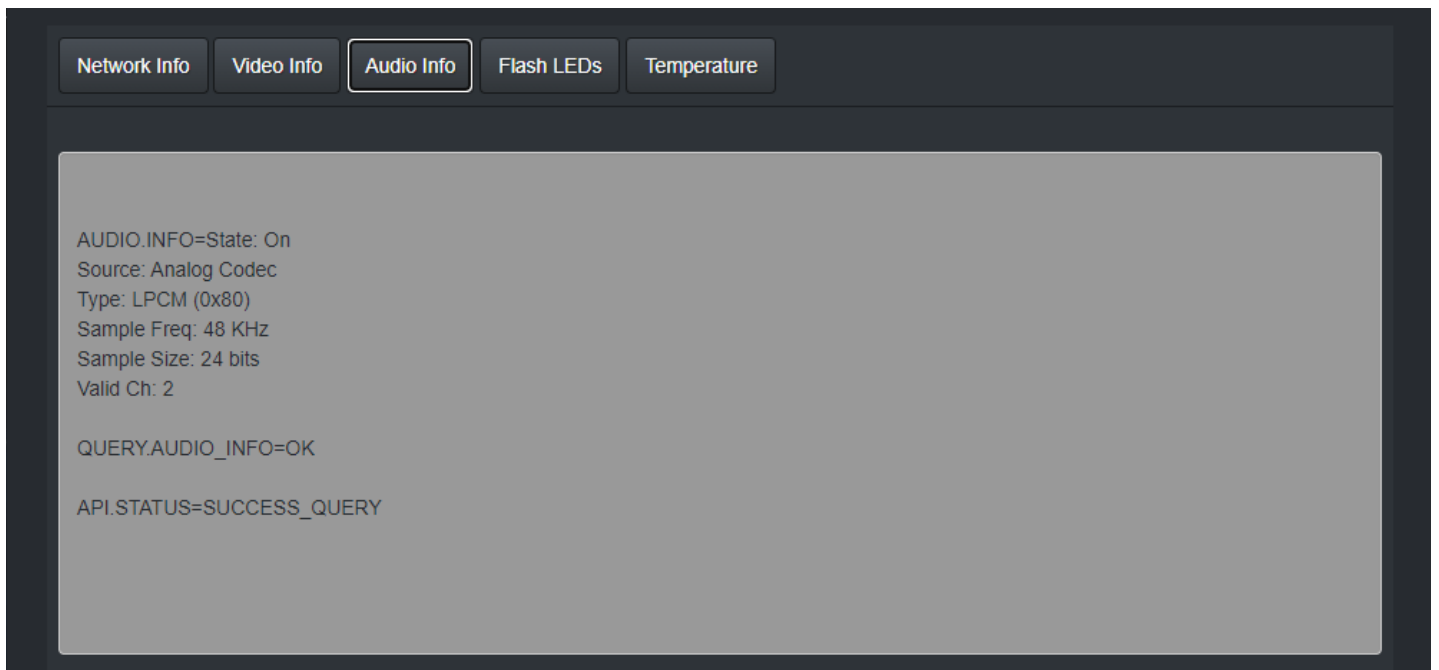 Network Info Video Info Audio Info Flash LEDs Temperature
AUDIO.INFO=State: On
Source: Analog Codec
Type: LPCM (0x80)
Sample Freq: 48 KHz
Sample Size: 24 bits
Valid Ch: 2
QUERY.AUDIO_INFO=OK
API.STATUS=SUCCESS_QUERY